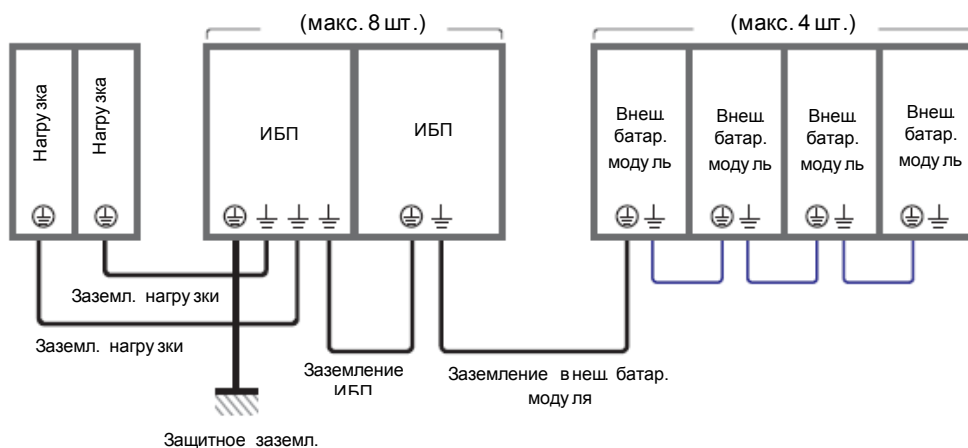 (макс. 8 шт.)
(макс. 4 шт.)
Нагрузка
Нагрузка
ИБП
ИБП
Внеш.
батар.
модуль
Внеш.
батар.
модуль
Внеш.
батар.
модуль
Внеш.
батар.
модуль
Заземл. нагрузки
Заземл. нагрузки
Заземление
ИБП
Заземление внеш. батар.
модуля
Защитное заземл.